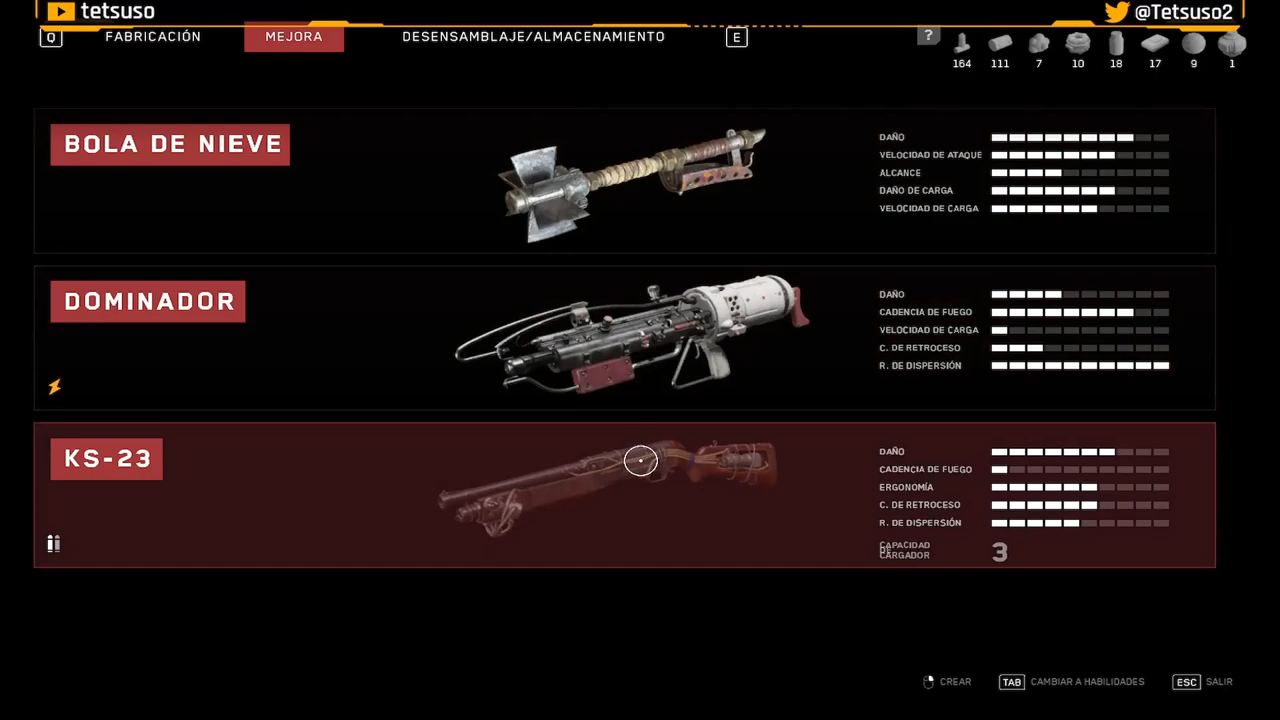 tetsuso
@Tetsuso2
Q FABRICACIÓN MEJORA DESENSAMBLAJE/ALMACENAMIENTO E ?
164 111 7 10 18 17 9 1
BOLA DE NIEVE
DAÑO
VELOCIDAD DE ATAQUE
ALCANCE
DAÑO DE CARGA
VELOCIDAD DE CARGA
DOMINADOR
DAÑO
CADENCIA DE FUEGO
VELOCIDAD DE CARGA
C. DE RETROCESO
R. DE DISPERSIÓN
KS-23
DAÑO
CADENCIA DE FUEGO
ERGONOMÍA
C. DE RETROCESO
R. DE DISPERSIÓN
CAPACIDAD
DE
CARGADOR
3
CREAR TAB CAMBIAR A HABILIDADES ESC SALIR